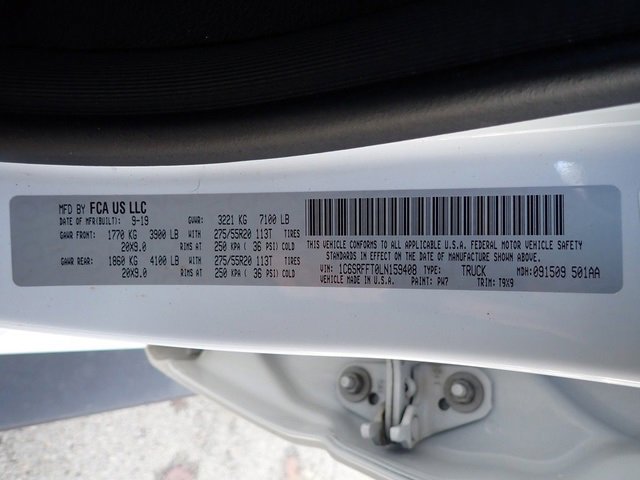 MFD BY FCA US LLC
DATE OF MFR(BUILT): 9-19 GVWR: 3221 KG 7100 LB
GAWR FRONT: 1770 KG 3900 LB WITH 275/55R20 113T TIRES
20X9.0 RIMS AT 250 KPA ( 36 PSI) COLD
GAWR REAR: 1860 KG 4100 LB WITH 275/55R20 113T TIRES
20X9.0 RIMS AT 250 KPA ( 36 PSI) COLD
THIS VEHICLE CONFORMS TO ALL APPLICABLE U.S.A. FEDERAL MOTOR VEHICLE SAFETY
STANDARDS IN EFFECT ON THE DATE OF MANUFACTURE SHOWN ABOVE.
VIN: 1C6SRFFT0LN159408 TYPE: TRUCK MDH: 091509 501AA
VEHICLE MADE IN U.S.A. PAINT: PW7 TRIM: T9X9